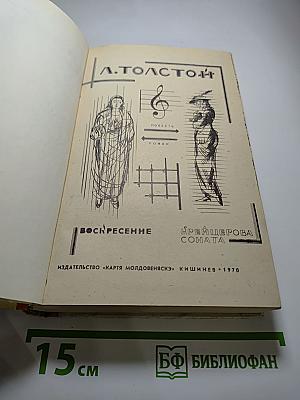 Л.ТОЛСТОЙ
ПОВЕСТЬ
РОМАН
ВОСКРЕСЕНИЕ
КРЕЙЦЕРОВА
СОНАТА
ИЗДАТЕЛЬСТВО «КАРТЯ МОЛДОВЕНЯСКЭ» КИШИНЕВ • 1970
15 см
БФ БИБЛИОФАН